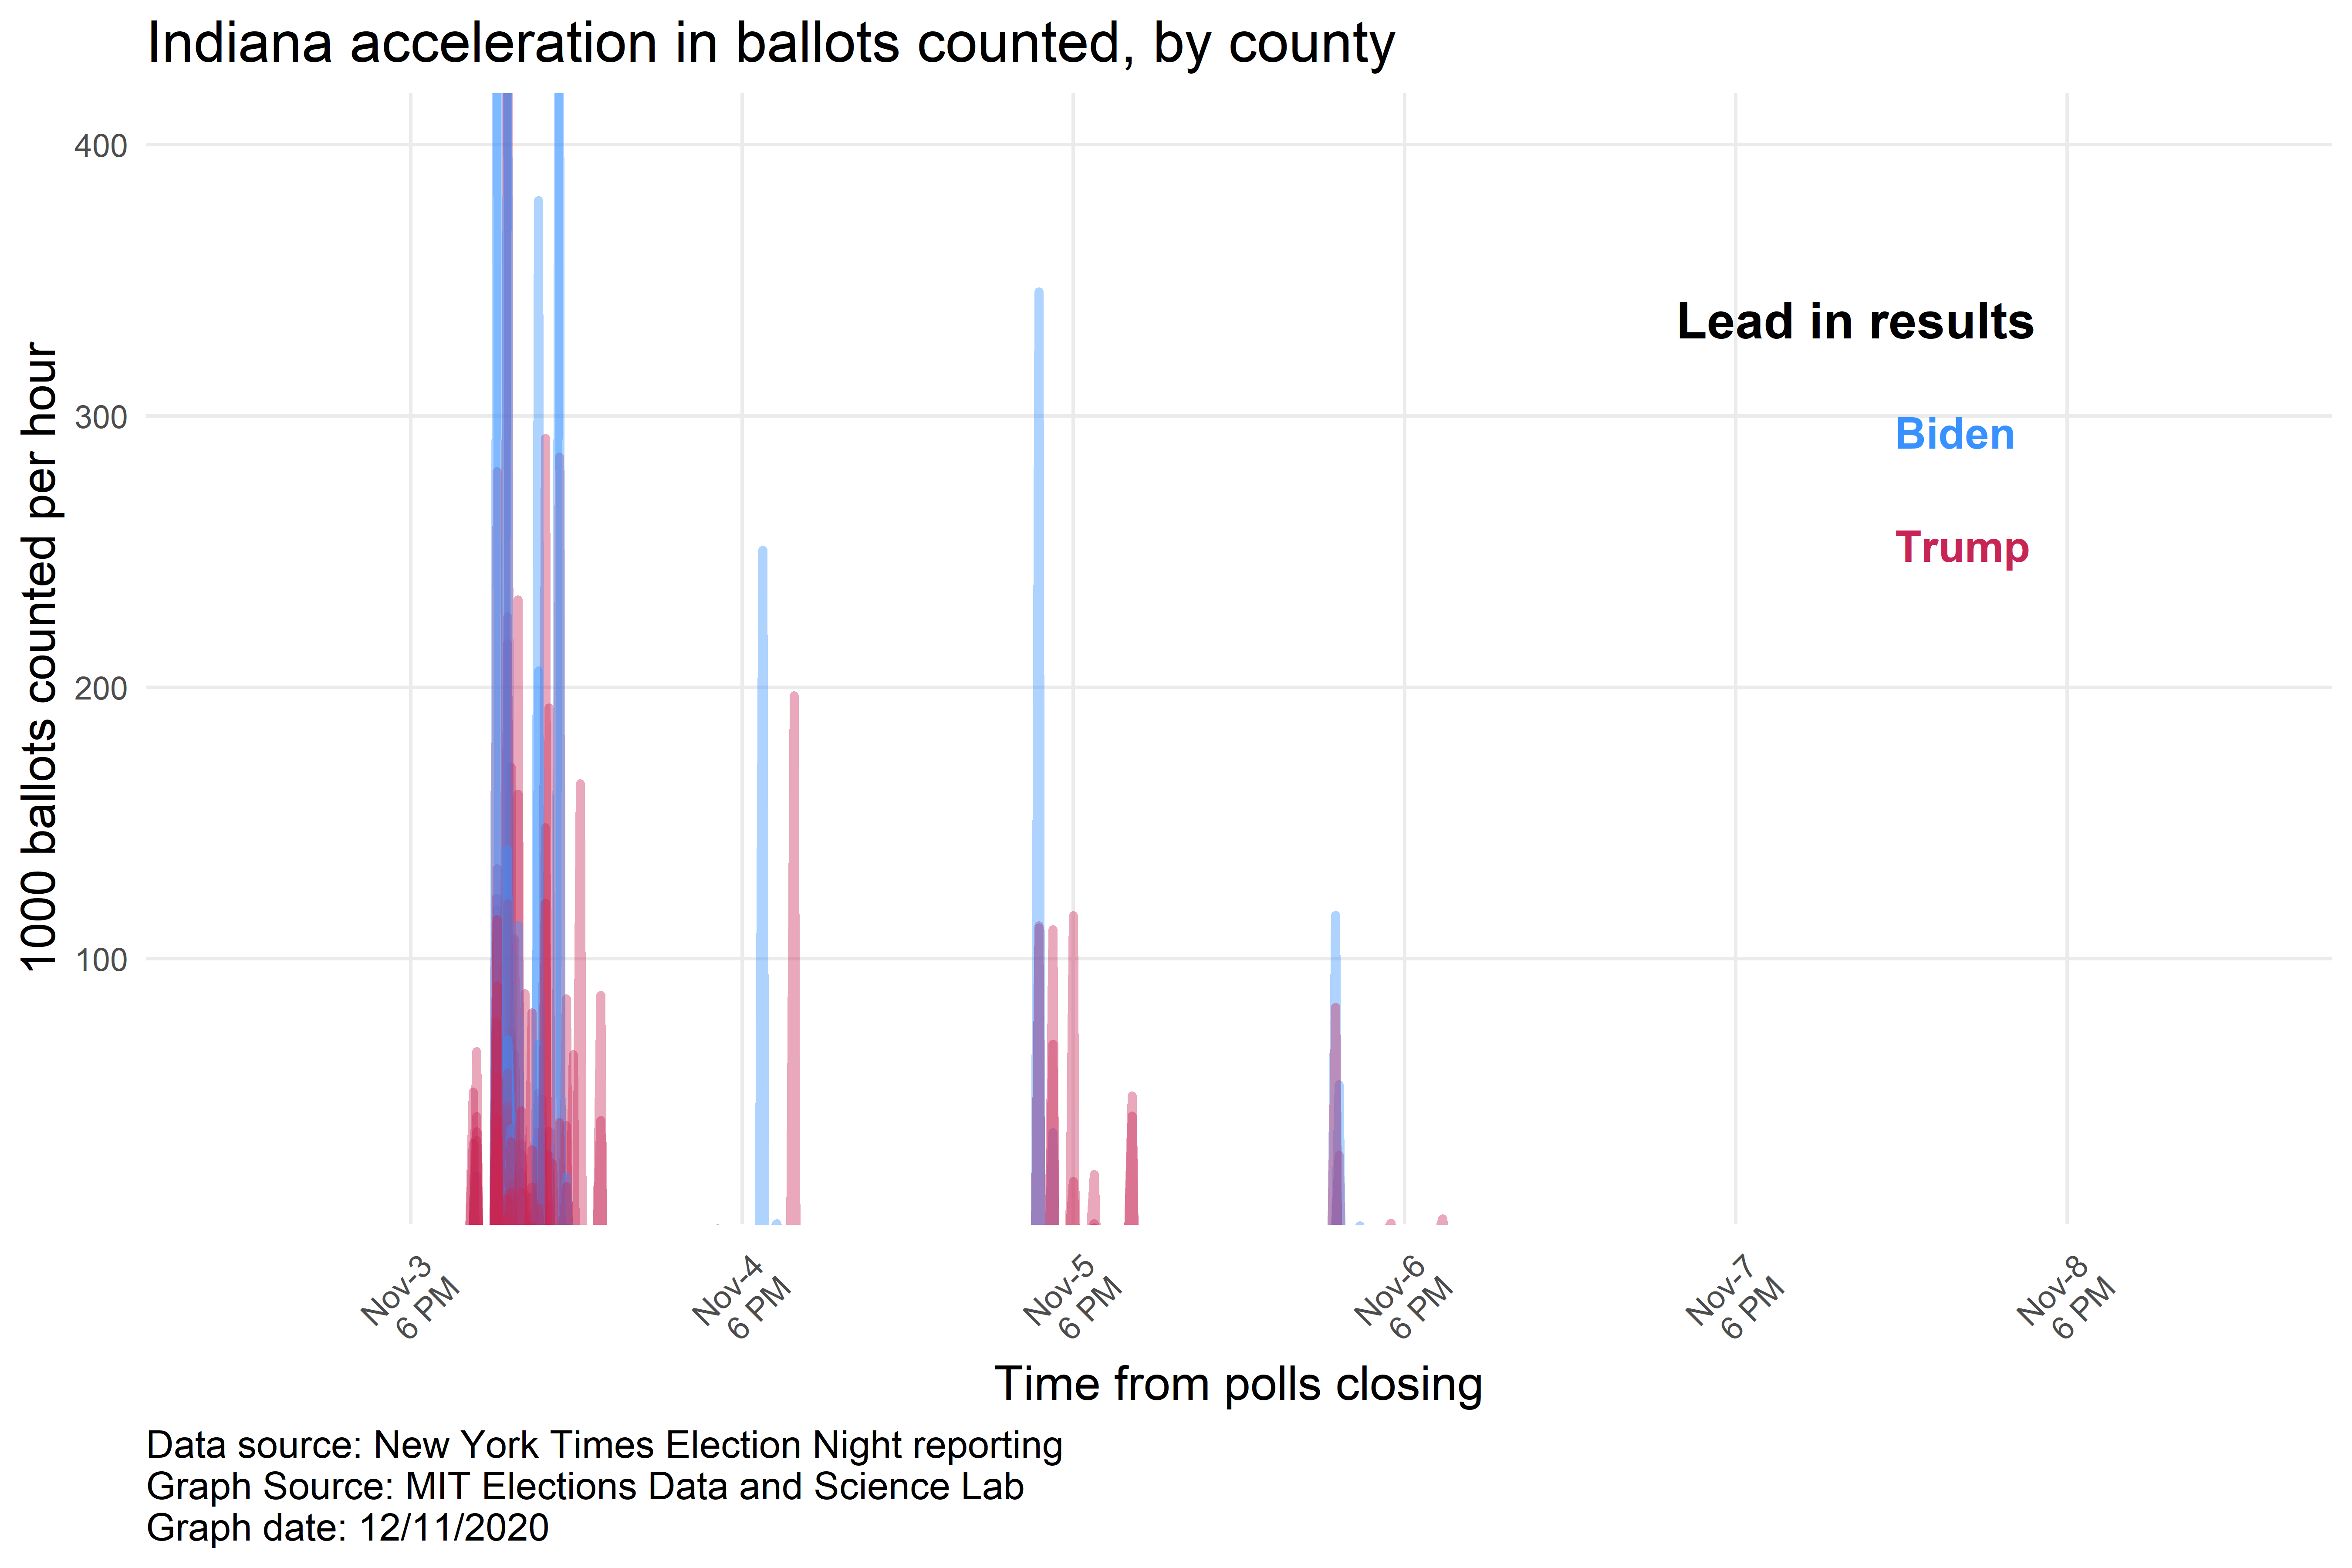 Indiana acceleration in ballots counted, by county
1000 ballots counted per hour
400
300
200
100
Lead in results
Biden
Trump
Nov-3
6 PM
Nov-4
6 PM
Nov-5
6 PM
Nov-6
6 PM
Nov-7
6 PM
Nov-8
6 PM
Time from polls closing
Data source: New York Times Election Night reporting
Graph Source: MIT Elections Data and Science Lab
Graph date: 12/11/2020